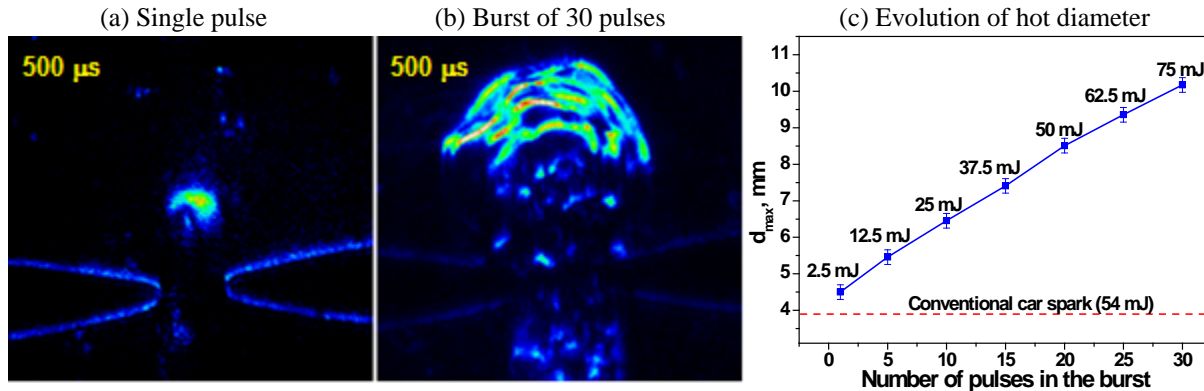 (a) Single pulse
(b) Burst of 30 pulses
(c) Evolution of hot diameter
500 µs
500 µs
11
10
9
8
7
6
5
4
d_max, mm
75 mJ
62.5 mJ
50 mJ
37.5 mJ
25 mJ
12.5 mJ
2.5 mJ
Conventional car spark (54 mJ)
0 5 10 15 20 25 30
Number of pulses in the burst